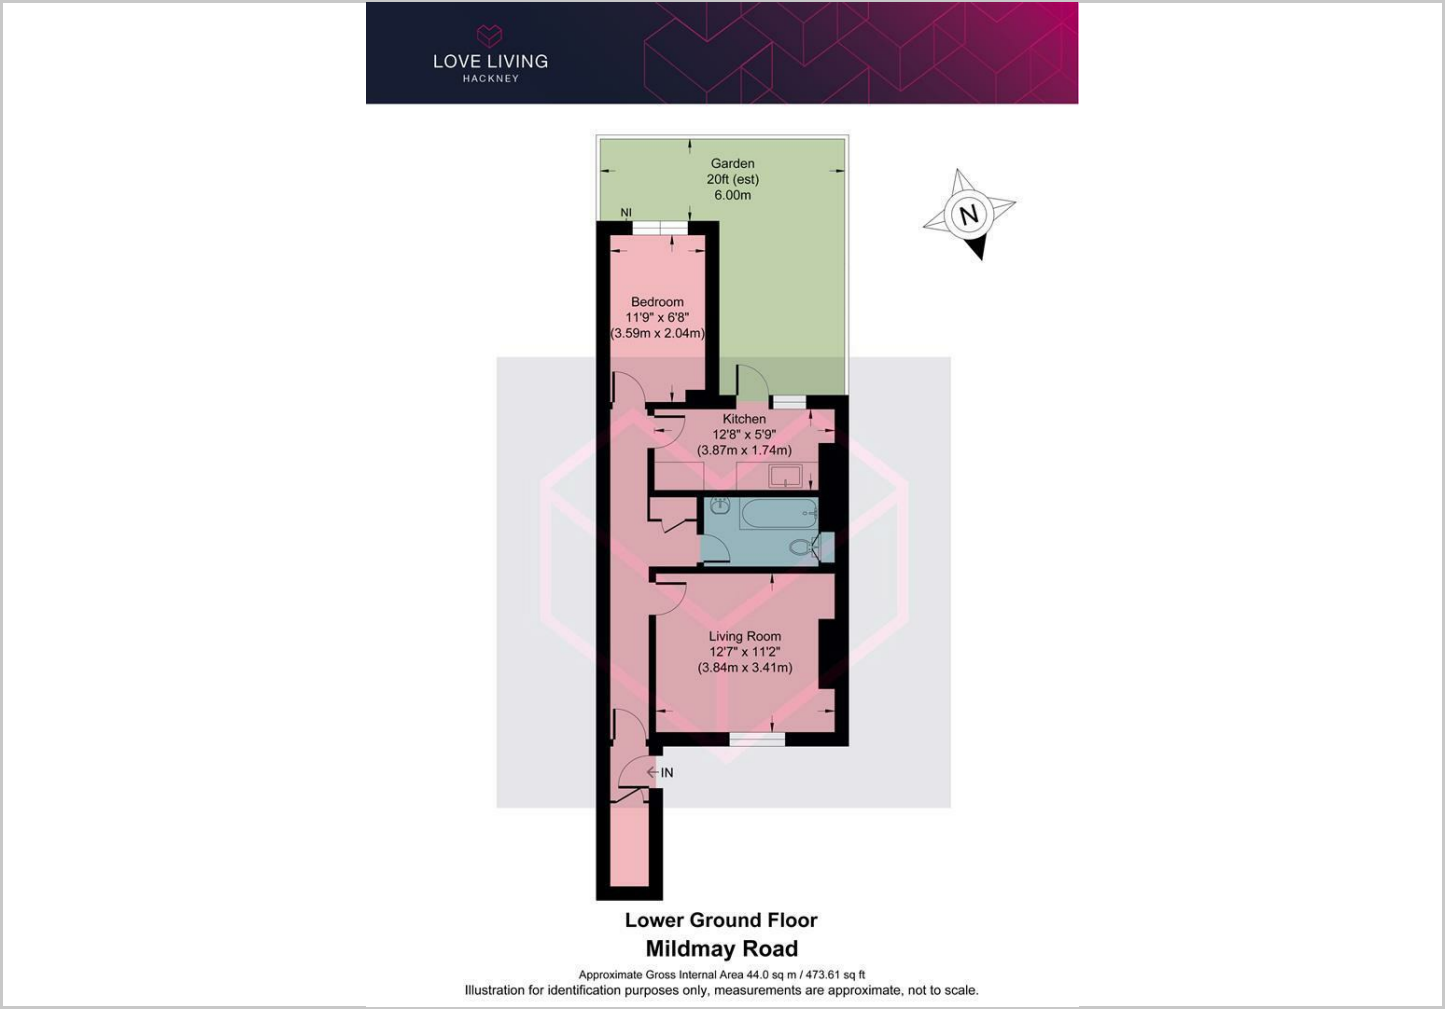 LOVE LIVING
HACKNEY
Garden
20ft (est)
6.00m
N
NI
Bedroom
11'9" x 6'8"
(3.59m x 2.04m)
Kitchen
12'8" x 5'9"
(3.87m x 1.74m)
Living Room
12'7" x 11'2"
(3.84m x 3.41m)
IN
Lower Ground Floor
Mildmay Road
Approximate Gross Internal Area 44.0 sq m / 473.61 sq ft
Illustration for identification purposes only, measurements are approximate, not to scale.